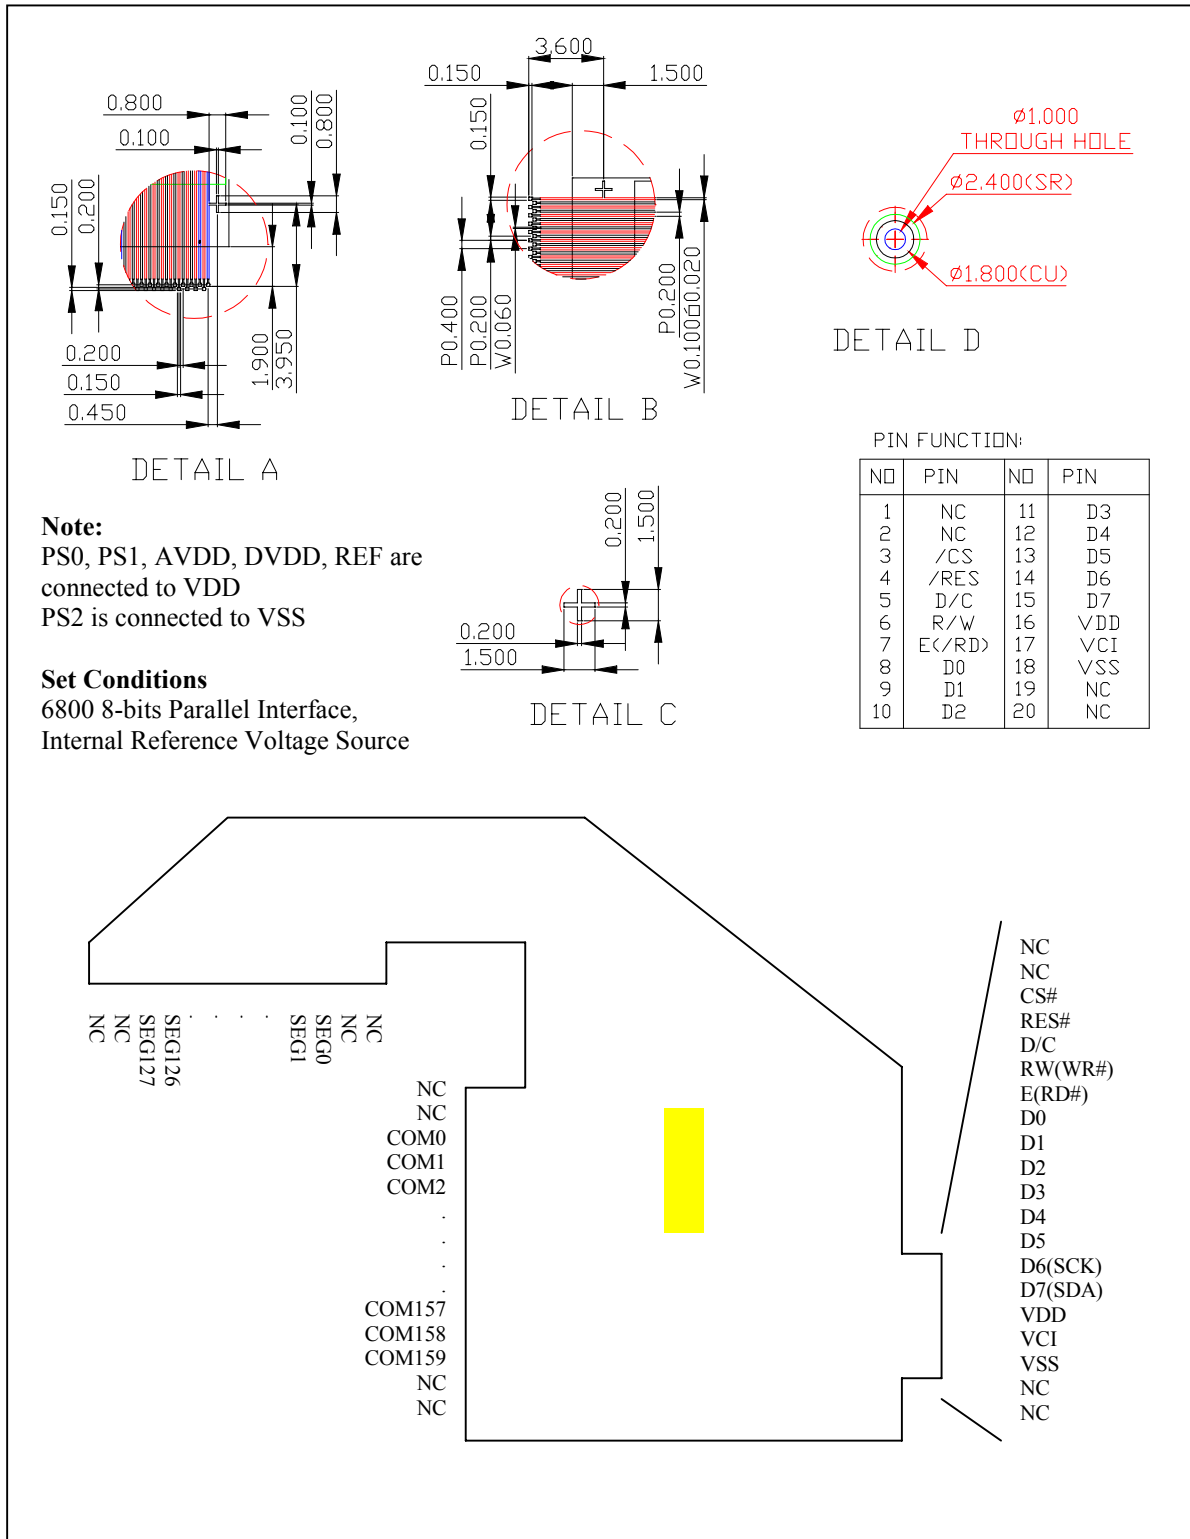 0.800
0.100
0.100
0.800
0.150
0.200
0.200
0.150
0.450
1.900
3.950
DETAIL A
3.600
0.150
1.500
0.150
P0.400
P0.200
W0.060
P0.200
W0.100±0.020
DETAIL B
ø1.000
THROUGH HOLE
ø2.400(SR)
ø1.800(CU)
DETAIL D
PIN FUNCTION:
NO PIN NO PIN
1 NC 11 D3
2 NC 12 D4
3 /CS 13 D5
4 /RES 14 D6
5 D/C 15 D7
6 R/W 16 VDD
7 E(/RD) 17 VCI
8 D0 18 VSS
9 D1 19 NC
10 D2 20 NC
Note:
PS0, PS1, AVDD, DVDD, REF are
connected to VDD
PS2 is connected to VSS
Set Conditions
6800 8-bits Parallel Interface,
Internal Reference Voltage Source
0.200
1.500
0.200
1.500
DETAIL C
NC
NC
SEG127
SEG126
.
.
.
.
SEG1
SEG0
NC
NC
NC
NC
COM0
COM1
COM2
.
.
.
.
COM157
COM158
COM159
NC
NC
NC
NC
CS#
RES#
D/C
RW(WR#)
E(RD#)
D0
D1
D2
D3
D4
D5
D6(SCK)
D7(SDA)
VDD
VCI
VSS
NC
NC